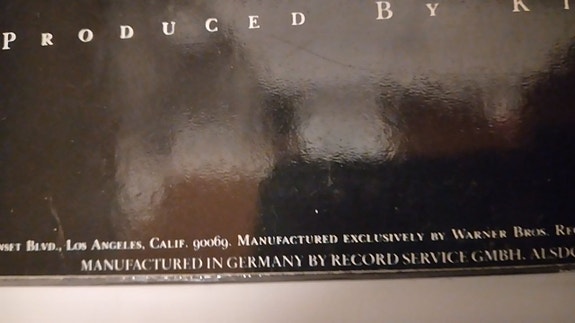 PRODUCED BY
BLVD., LOS ANGELES, CALIF. 90069. MANUFACTURED EXCLUSIVELY BY WARNER BROS.
MANUFACTURED IN GERMANY BY RECORD SERVICE GMBH, ALSDO